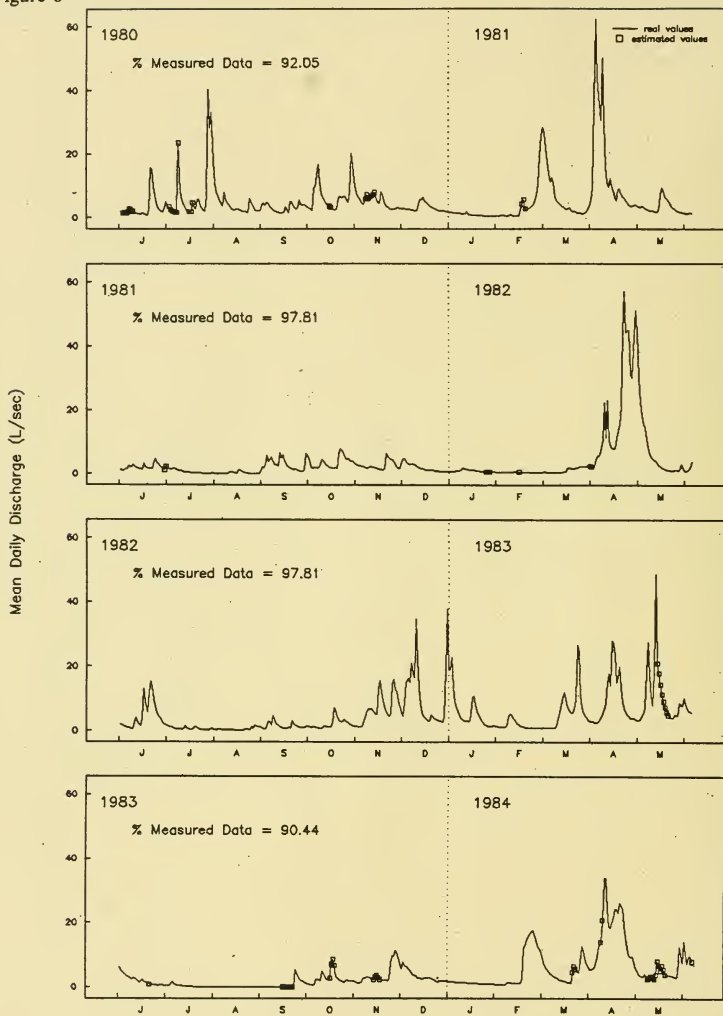 Figure 6
Mean Daily Discharge (L/sec)
1980
1981
— real values
□ estimated values
% Measured Data = 92.05
60
40
20
0
J J A S O N D J F M A M
1981
1982
% Measured Data = 97.81
60
40
20
0
J J A S O N D J F M A M
1982
1983
% Measured Data = 97.81
60
40
20
0
J J A S O N D J F M A M
1983
1984
% Measured Data = 90.44
60
40
20
0
J J A S O N D J F M A M